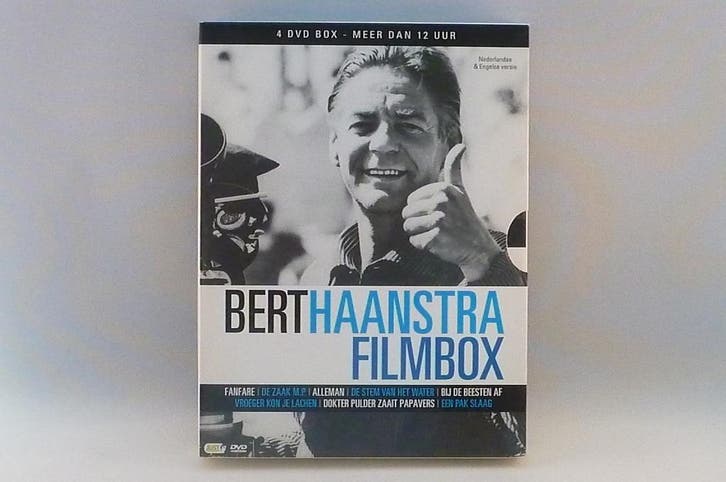 4 DVD BOX - MEER DAN 12 UUR
Nederlandse
& Engelse versie
BERTHAANSTRA
FILMBOX
FANFARE | DE ZAAK M.P. | ALLEMAN | DE STEM VAN HET WATER | BIJ DE BEESTEN AF
VROEGER KON JE LACHEN | DOKTER PULDER ZAAIT PAPAVERS | EEN PAK SLAAG
DVD